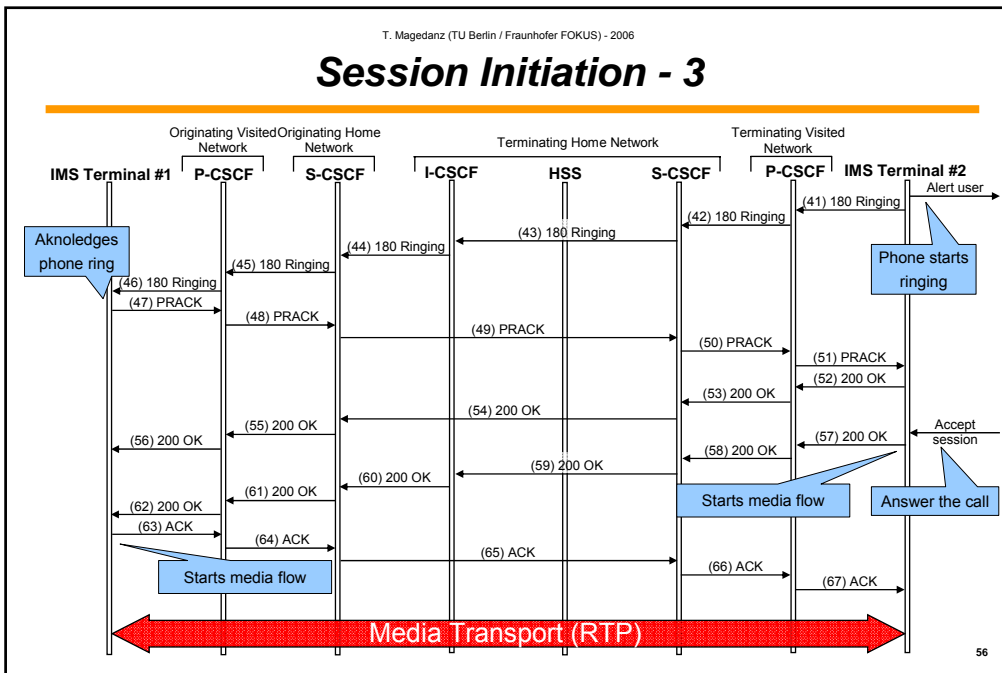 T. Magedanz (TU Berlin / Fraunhofer FOKUS) - 2006
Session Initiation - 3
Originating Visited
Network
Originating Home
Network
Terminating Home Network
Terminating Visited
Network
IMS Terminal #1
P-CSCF
S-CSCF
I-CSCF
HSS
S-CSCF
P-CSCF
IMS Terminal #2
Alert user
(41) 180 Ringing
(42) 180 Ringing
(43) 180 Ringing
(44) 180 Ringing
(45) 180 Ringing
(46) 180 Ringing
Aknoledges
phone ring
Phone starts
ringing
(47) PRACK
(48) PRACK
(49) PRACK
(50) PRACK
(51) PRACK
(52) 200 OK
(53) 200 OK
(54) 200 OK
(55) 200 OK
(56) 200 OK
Accept
session
(57) 200 OK
(58) 200 OK
(59) 200 OK
(60) 200 OK
(61) 200 OK
(62) 200 OK
Starts media flow
Answer the call
(63) ACK
(64) ACK
(65) ACK
(66) ACK
(67) ACK
Starts media flow
Media Transport (RTP)
56